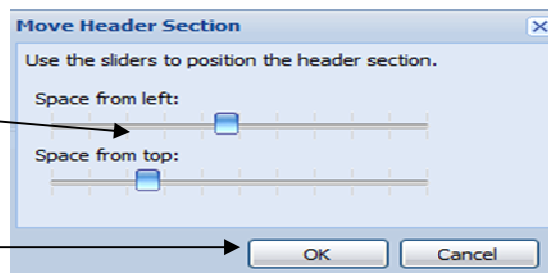 Move Header Section
Use the sliders to position the header section.
Space from left:
Space from top:
OK Cancel